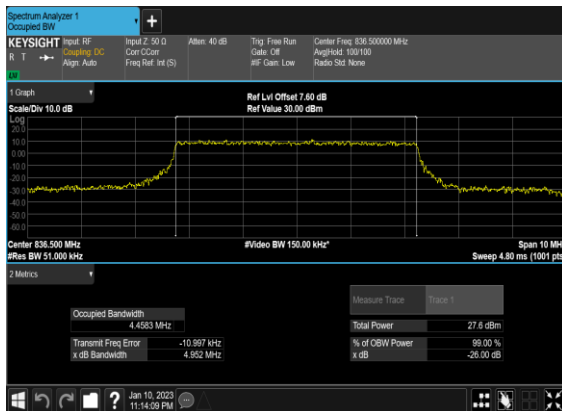 Spectrum Analyzer 1
Occupied BW
+
KEYSIGHT
R T
Input: RF
Coupling: DC
Align: Auto
Input Z: 50 Ω
Corr CCorr
Freq Ref: Int (S)
Atten: 40 dB
Trig: Free Run
Gate: Off
#IF Gain: Low
Center Freq: 836.500000 MHz
Avg|Hold: 100/100
Radio Std: None
1 Graph
Scale/Div 10.0 dB
Ref Lvl Offset 7.60 dB
Ref Value 30.00 dBm
Log
20.0
10.0
0.00
-10.0
-20.0
-30.0
-40.0
-50.0
-60.0
Center 836.500 MHz
#Res BW 51.000 kHz
#Video BW 150.00 kHz*
Span 10 MH
Sweep 4.80 ms (1001 pts
2 Metrics
Occupied Bandwidth
4.4583 MHz
Transmit Freq Error -10.997 kHz
x dB Bandwidth 4.952 MHz
Measure Trace Trace 1
Total Power 27.6 dBm
% of OBW Power 99.00 %
x dB -26.00 dB
?
Jan 10, 2023
11:14:09 PM